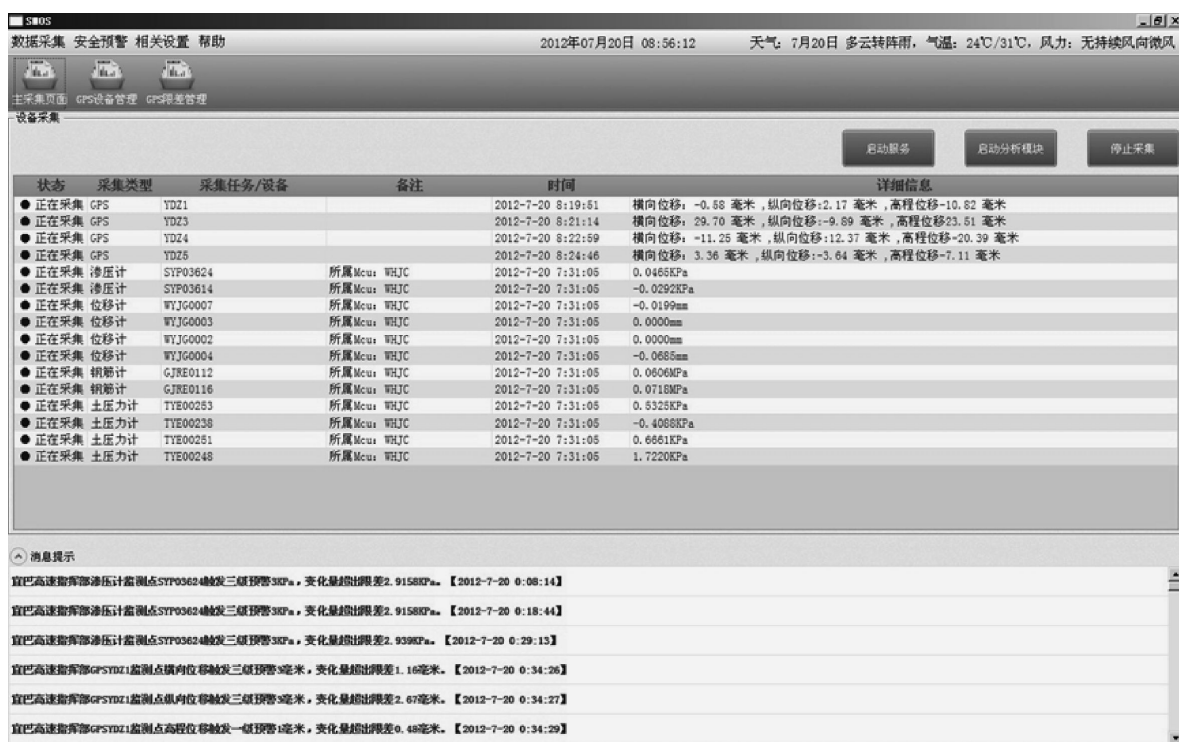 SMOS
数据采集 安全预警 相关设置 帮助 2012年07月20日 08:56:12 天气: 7月20日 多云转阵雨, 气温: 24℃/31℃, 风力: 无持续风向微风
主采集页面 GPS设备管理 GPS限差管理
设备采集
启动服务 启动分析模块 停止采集
状态 采集类型 采集任务/设备 备注 时间 详细信息
正在采集 GPS YDZ1 2012-7-20 8:19:51 横向位移: -0.58 毫米 ,纵向位移:2.17 毫米 ,高程位移-10.82 毫米
正在采集 GPS YDZ3 2012-7-20 8:21:14 横向位移: 29.70 毫米 ,纵向位移:-9.89 毫米 ,高程位移23.51 毫米
正在采集 GPS YDZ4 2012-7-20 8:22:59 横向位移: -11.25 毫米 ,纵向位移:12.37 毫米 ,高程位移-20.39 毫米
正在采集 GPS YDZ5 2012-7-20 8:24:46 横向位移: 3.36 毫米 ,纵向位移:-3.64 毫米 ,高程位移-7.11 毫米
正在采集 渗压计 SYP03624 所属Mcu: WHJC 2012-7-20 7:31:05 0.0465KPa
正在采集 渗压计 SYP03614 所属Mcu: WHJC 2012-7-20 7:31:05 -0.0292KPa
正在采集 位移计 WYJG0007 所属Mcu: WHJC 2012-7-20 7:31:05 -0.0199mm
正在采集 位移计 WYJG0003 所属Mcu: WHJC 2012-7-20 7:31:05 0.0000mm
正在采集 位移计 WYJG0002 所属Mcu: WHJC 2012-7-20 7:31:05 0.0000mm
正在采集 位移计 WYJG0004 所属Mcu: WHJC 2012-7-20 7:31:05 -0.0685mm
正在采集 钢筋计 GJRE0112 所属Mcu: WHJC 2012-7-20 7:31:05 0.0606MPa
正在采集 钢筋计 GJRE0116 所属Mcu: WHJC 2012-7-20 7:31:05 0.0718MPa
正在采集 土压力计 TYE00253 所属Mcu: WHJC 2012-7-20 7:31:05 0.5325KPa
正在采集 土压力计 TYE00238 所属Mcu: WHJC 2012-7-20 7:31:05 -0.4088KPa
正在采集 土压力计 TYE00251 所属Mcu: WHJC 2012-7-20 7:31:05 0.6661KPa
正在采集 土压力计 TYE00248 所属Mcu: WHJC 2012-7-20 7:31:05 1.7220KPa
消息提示
宜巴高速指挥部渗压计监测点SYP03624触发三级预警3KPa,变化量超出限差2.9158KPa。【2012-7-20 0:08:14】
宜巴高速指挥部渗压计监测点SYP03624触发三级预警3KPa,变化量超出限差2.9158KPa。【2012-7-20 0:18:44】
宜巴高速指挥部渗压计监测点SYP03624触发三级预警3KPa,变化量超出限差2.939KPa。【2012-7-20 0:29:13】
宜巴高速指挥部GPSYDZ1监测点横向位移触发三级预警3毫米,变化量超出限差1.16毫米。【2012-7-20 0:34:26】
宜巴高速指挥部GPSYDZ1监测点纵向位移触发三级预警3毫米,变化量超出限差2.67毫米。【2012-7-20 0:34:27】
宜巴高速指挥部GPSYDZ1监测点高程位移触发一级预警1毫米,变化量超出限差0.48毫米。【2012-7-20 0:34:29】